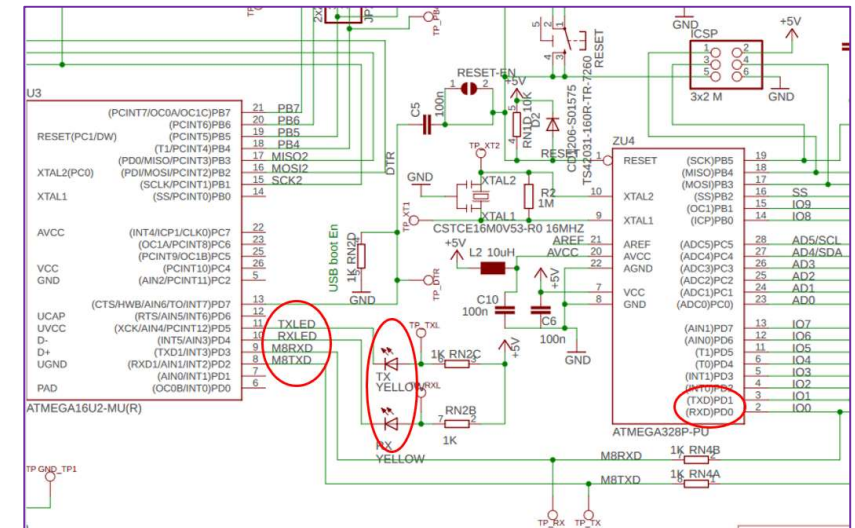 JP
TP_PB4
GND
ICSP
+5V
1
2
3
4
5
6
3x2 M
GND
RESET
RESET-EN
1 2
+5V
C5
100n
RN1D 10K
D2
CD1206-S01575
TS42031-160R-TR-7260
RESET
DTR
U3
(PCINT7/OC0A/OC1C)PB7 21 PB7
(PCINT6)PB6 20 PB6
RESET(PC1/DW) (PCINT5)PB5 19 PB5
(T1/PCINT4)PB4 18 PB4
(PD0/MISO/PCINT3)PB3 17 MISO2
XTAL2(PC0) (PDI/MOSI/PCINT2)PB2 16 MOSI2
(SCLK/PCINT1)PB1 15 SCK2
XTAL1 (SS/PCINT0)PB0 14
AVCC (INT4/ICP1/CLK0)PC7 22
(OC1A/PCINT8)PC6 23
(PCINT9/OC1B)PC5 25
VCC (PCINT10)PC4 26
GND (AIN2/PCINT11)PC2 5
(CTS/HWB/AIN6/TO/INT7)PD7 13
UCAP (RTS/AIN5/INT6)PD6 12
UVCC (XCK/AIN4/PCINT12)PD5 11 TXLED
D- (INT5/AIN3)PD4 10 RXLED
D+ (TXD1/INT3)PD3 9 M8RXD
UGND (RXD1/AIN1/INT2)PD2 8 M8TXD
(AIN0/INT1)PD1 7
PAD (OC0B/INT0)PD0 6
ATMEGA16U2-MU(R)
TP_XT2
GND
XTAL2
XTAL1
R2
1M
TP_XT1
CSTCE16M0V53-R0 16MHZ
USB boot En
1K RN2D
GND
+5V
L2 10uH
AREF
AVCC
+5V
C10
100n
C6
100n
GND
TP_DTR
TP_TXL
1K RN2C
+5V
TX
YELLOW
RN2B
7 2
1K
RX
YELLOW
ZU4
1 RESET (SCK)PB5 19
(MISO)PB4 18
(MOSI)PB3 17
10 XTAL2 (SS)PB2 16 SS
(OC1)PB1 15 IO9
9 XTAL1 (ICP)PB0 14 IO8
21 AREF (ADC5)PC5 28 AD5/SCL
20 AVCC (ADC4)PC4 27 AD4/SDA
22 AGND (ADC3)PC3 26 AD3
(ADC2)PC2 25 AD2
7 VCC (ADC1)PC1 24 AD1
8 GND (ADC0)PC0 23 AD0
(AIN1)PD7 13 IO7
(AIN0)PD6 12 IO6
(T1)PD5 11 IO5
(T0)PD4 6 IO4
(INT1)PD3 5 IO3
(INT0)PD2 4 IO2
(TXD)PD1 3 IO1
(RXD)PD0 2 IO0
ATMEGA328P-PU
M8RXD 1K RN4B
M8TXD 1K RN4A
TP GND_TP1
TP_RX TP_TX